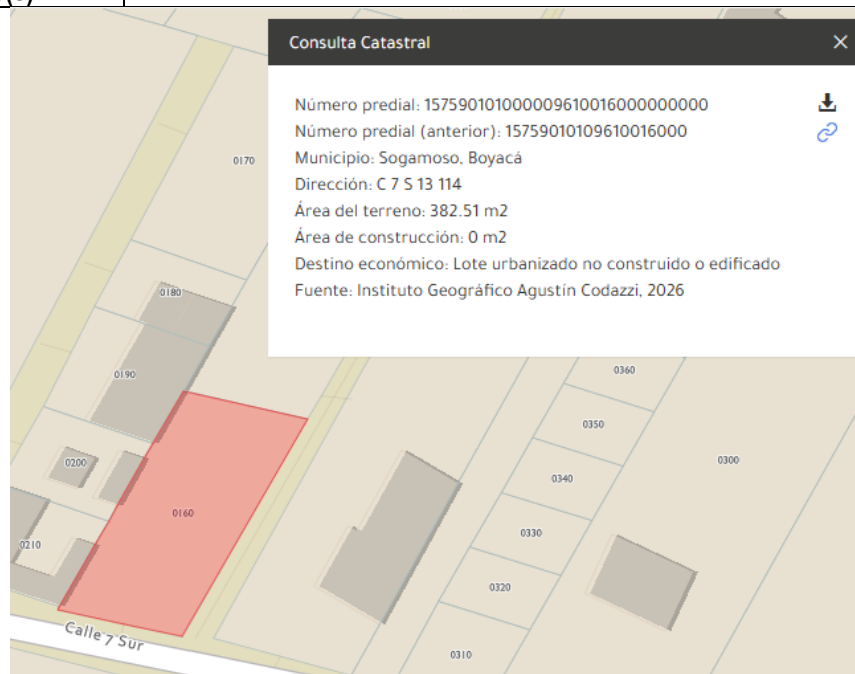 (s)
Consulta Catastral
Número predial: 157590101000009610016000000000
Número predial (anterior): 15759010109610016000
Municipio: Sogamoso, Boyacá
Dirección: C 7 S 13 114
Área del terreno: 382.51 m2
Área de construcción: 0 m2
Destino económico: Lote urbanizado no construido o edificado
Fuente: Instituto Geográfico Agustín Codazzi, 2026
0170
0180
0190
0200
0210
0160
Calle 7 Sur
0360
0350
0340
0330
0320
0310
0300